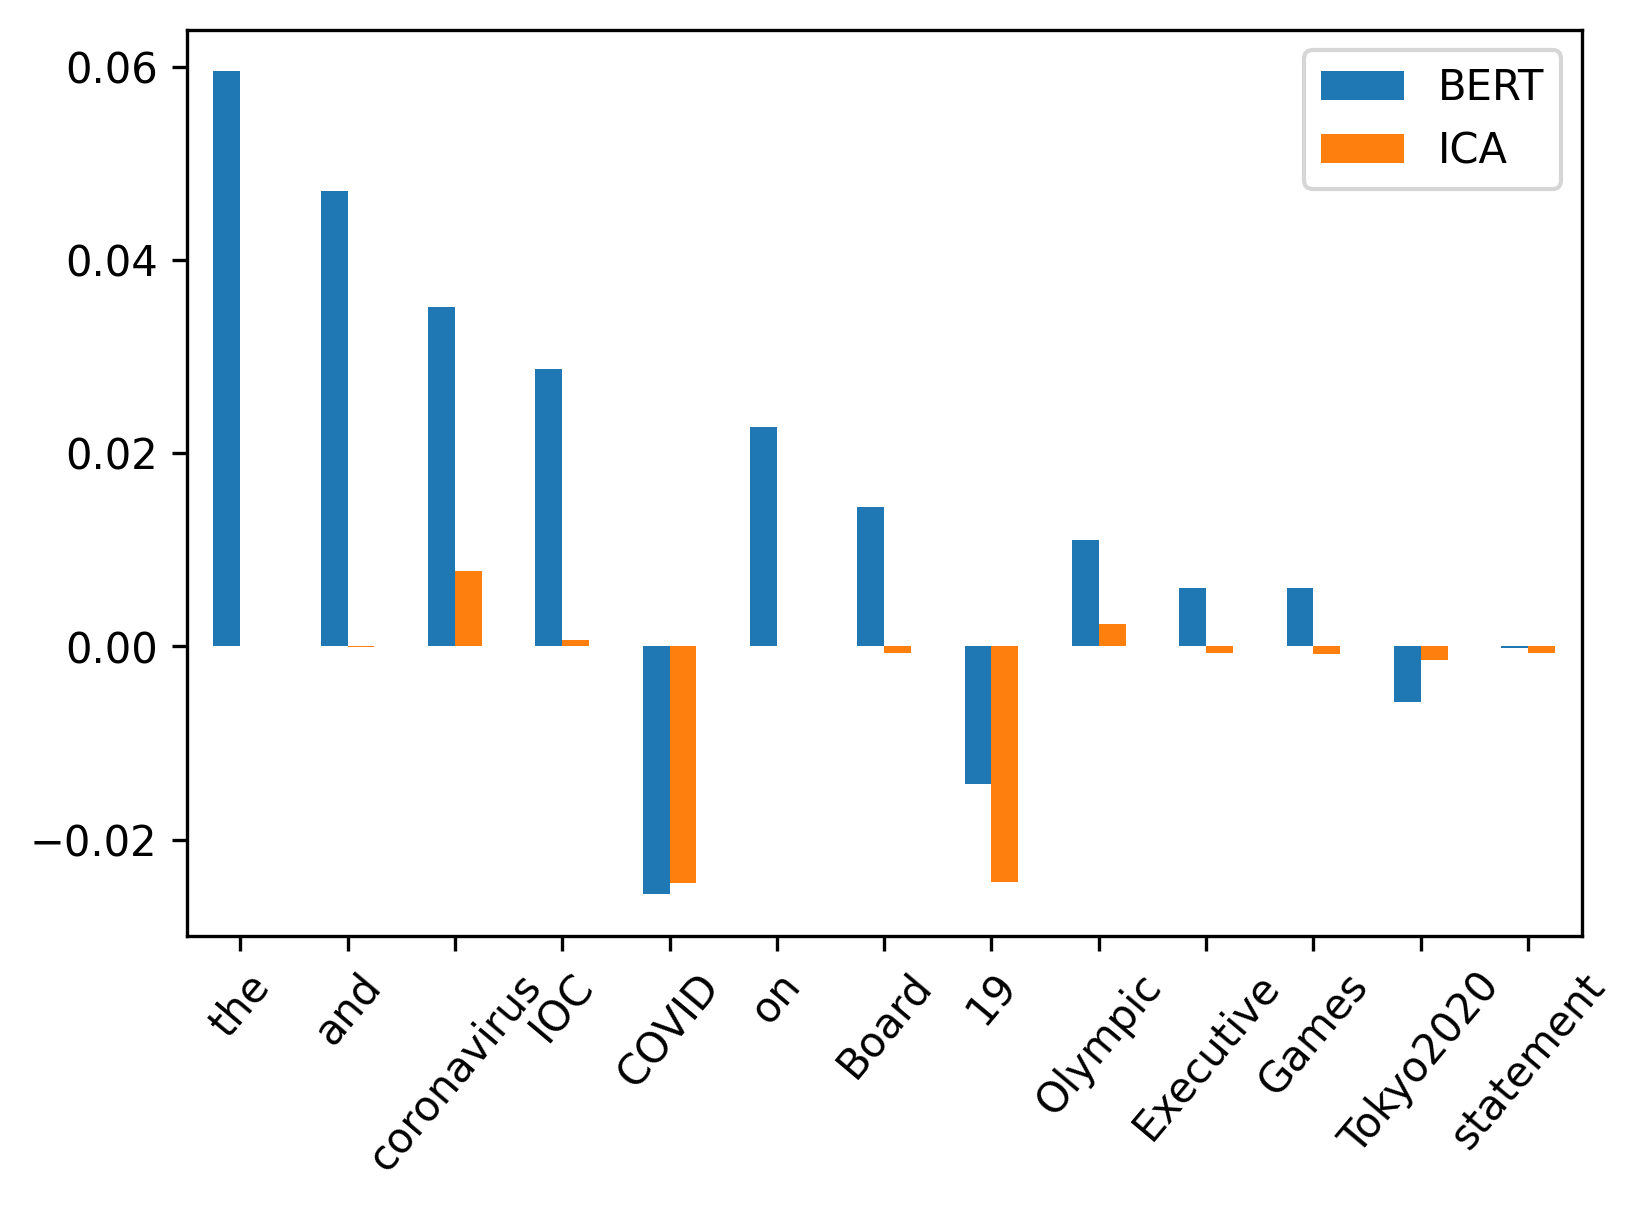 0.06
0.04
0.02
0.00
−0.02
BERT
ICA
the
and
coronavirus
IOC
COVID
on
Board
19
Olympic
Executive
Games
Tokyo2020
statement